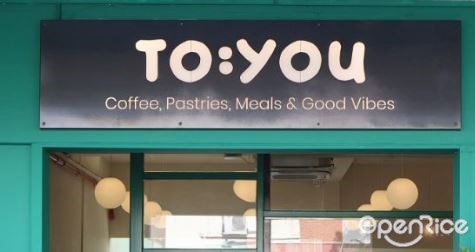 TO:YOU
Coffee, Pastries, Meals & Good Vibes
OpenRice